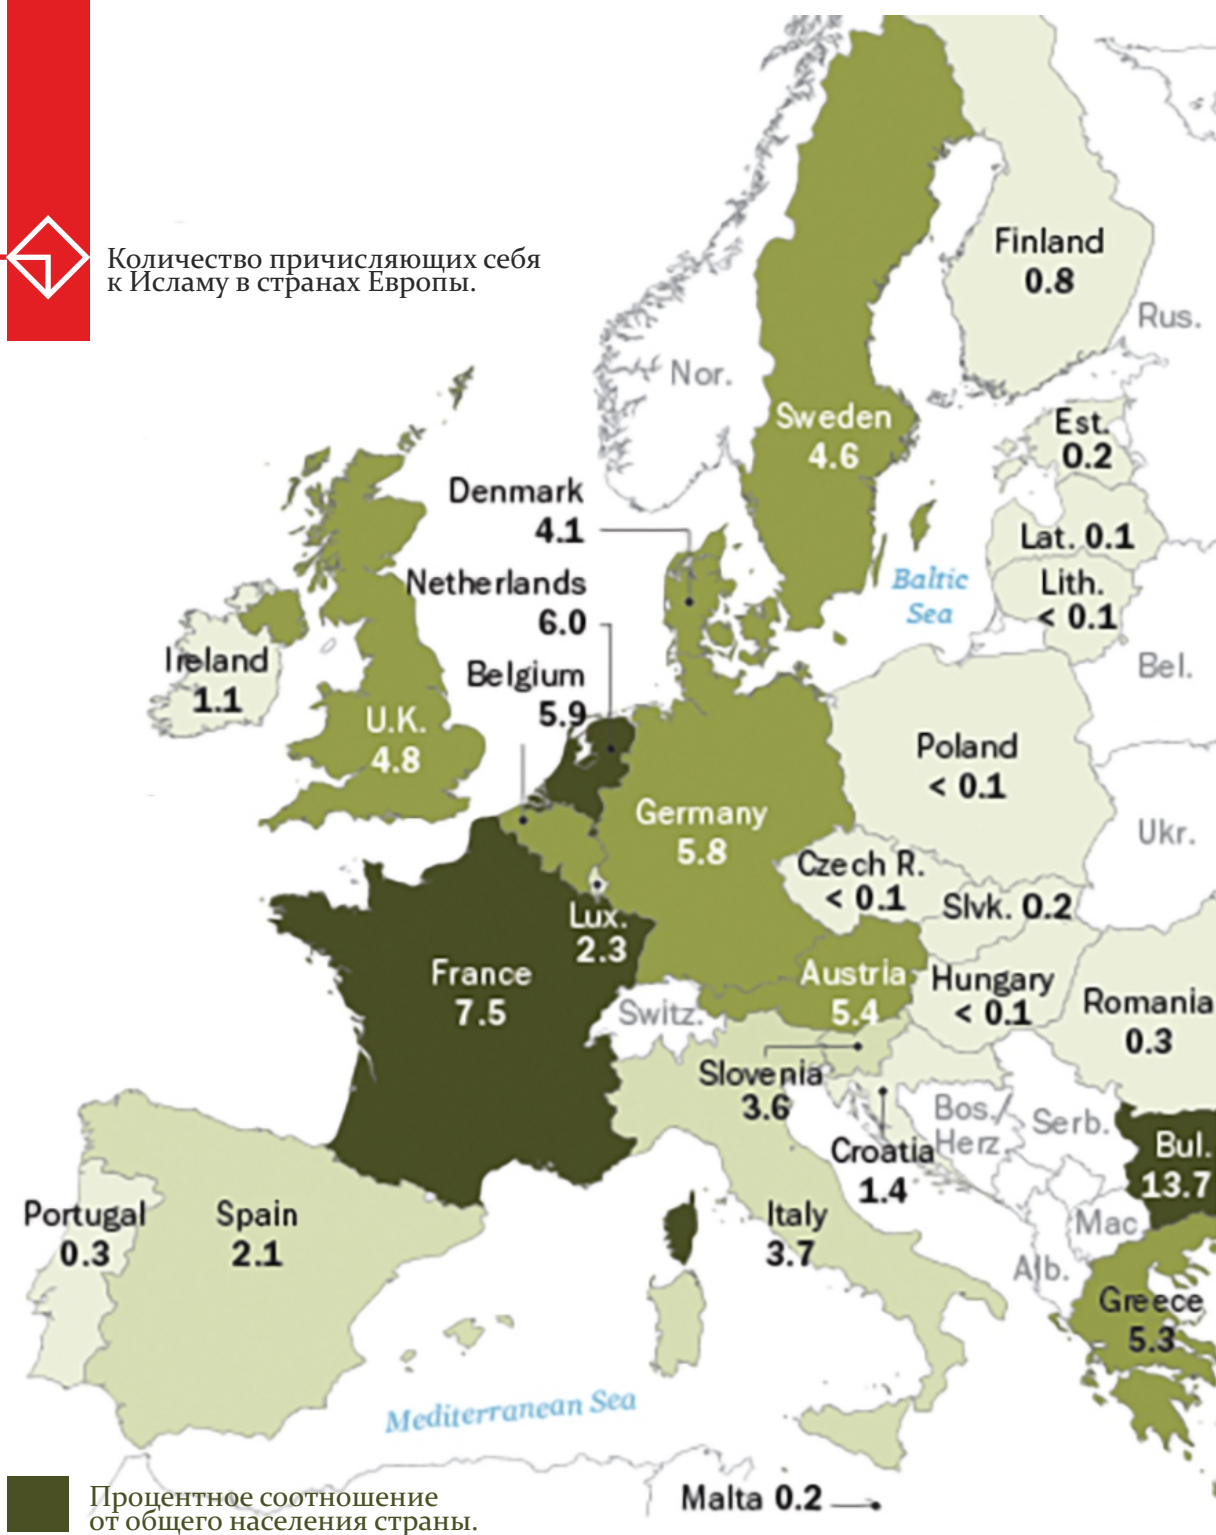 Количество причисляющих себя
к Исламу в странах Европы.
Finland
0.8
Rus.
Nor.
Sweden
4.6
Est.
0.2
Denmark
4.1
Lat. 0.1
Baltic
Sea
Lith.
< 0.1
Netherlands
6.0
Ireland
1.1
Belgium
5.9
Bel.
U.K.
4.8
Poland
< 0.1
Germany
5.8
Ukr.
Czech R.
< 0.1
Slvk. 0.2
Lux.
2.3
France
7.5
Austria
5.4
Hungary
< 0.1
Romania
0.3
Switz.
Slovenia
3.6
Bos./
Herz.
Serb.
Croatia
1.4
Bul.
13.7
Portugal
0.3
Spain
2.1
Italy
3.7
Mac.
Alb.
Greece
5.3
Mediterranean Sea
Malta 0.2
Процентное соотношение
от общего населения страны.